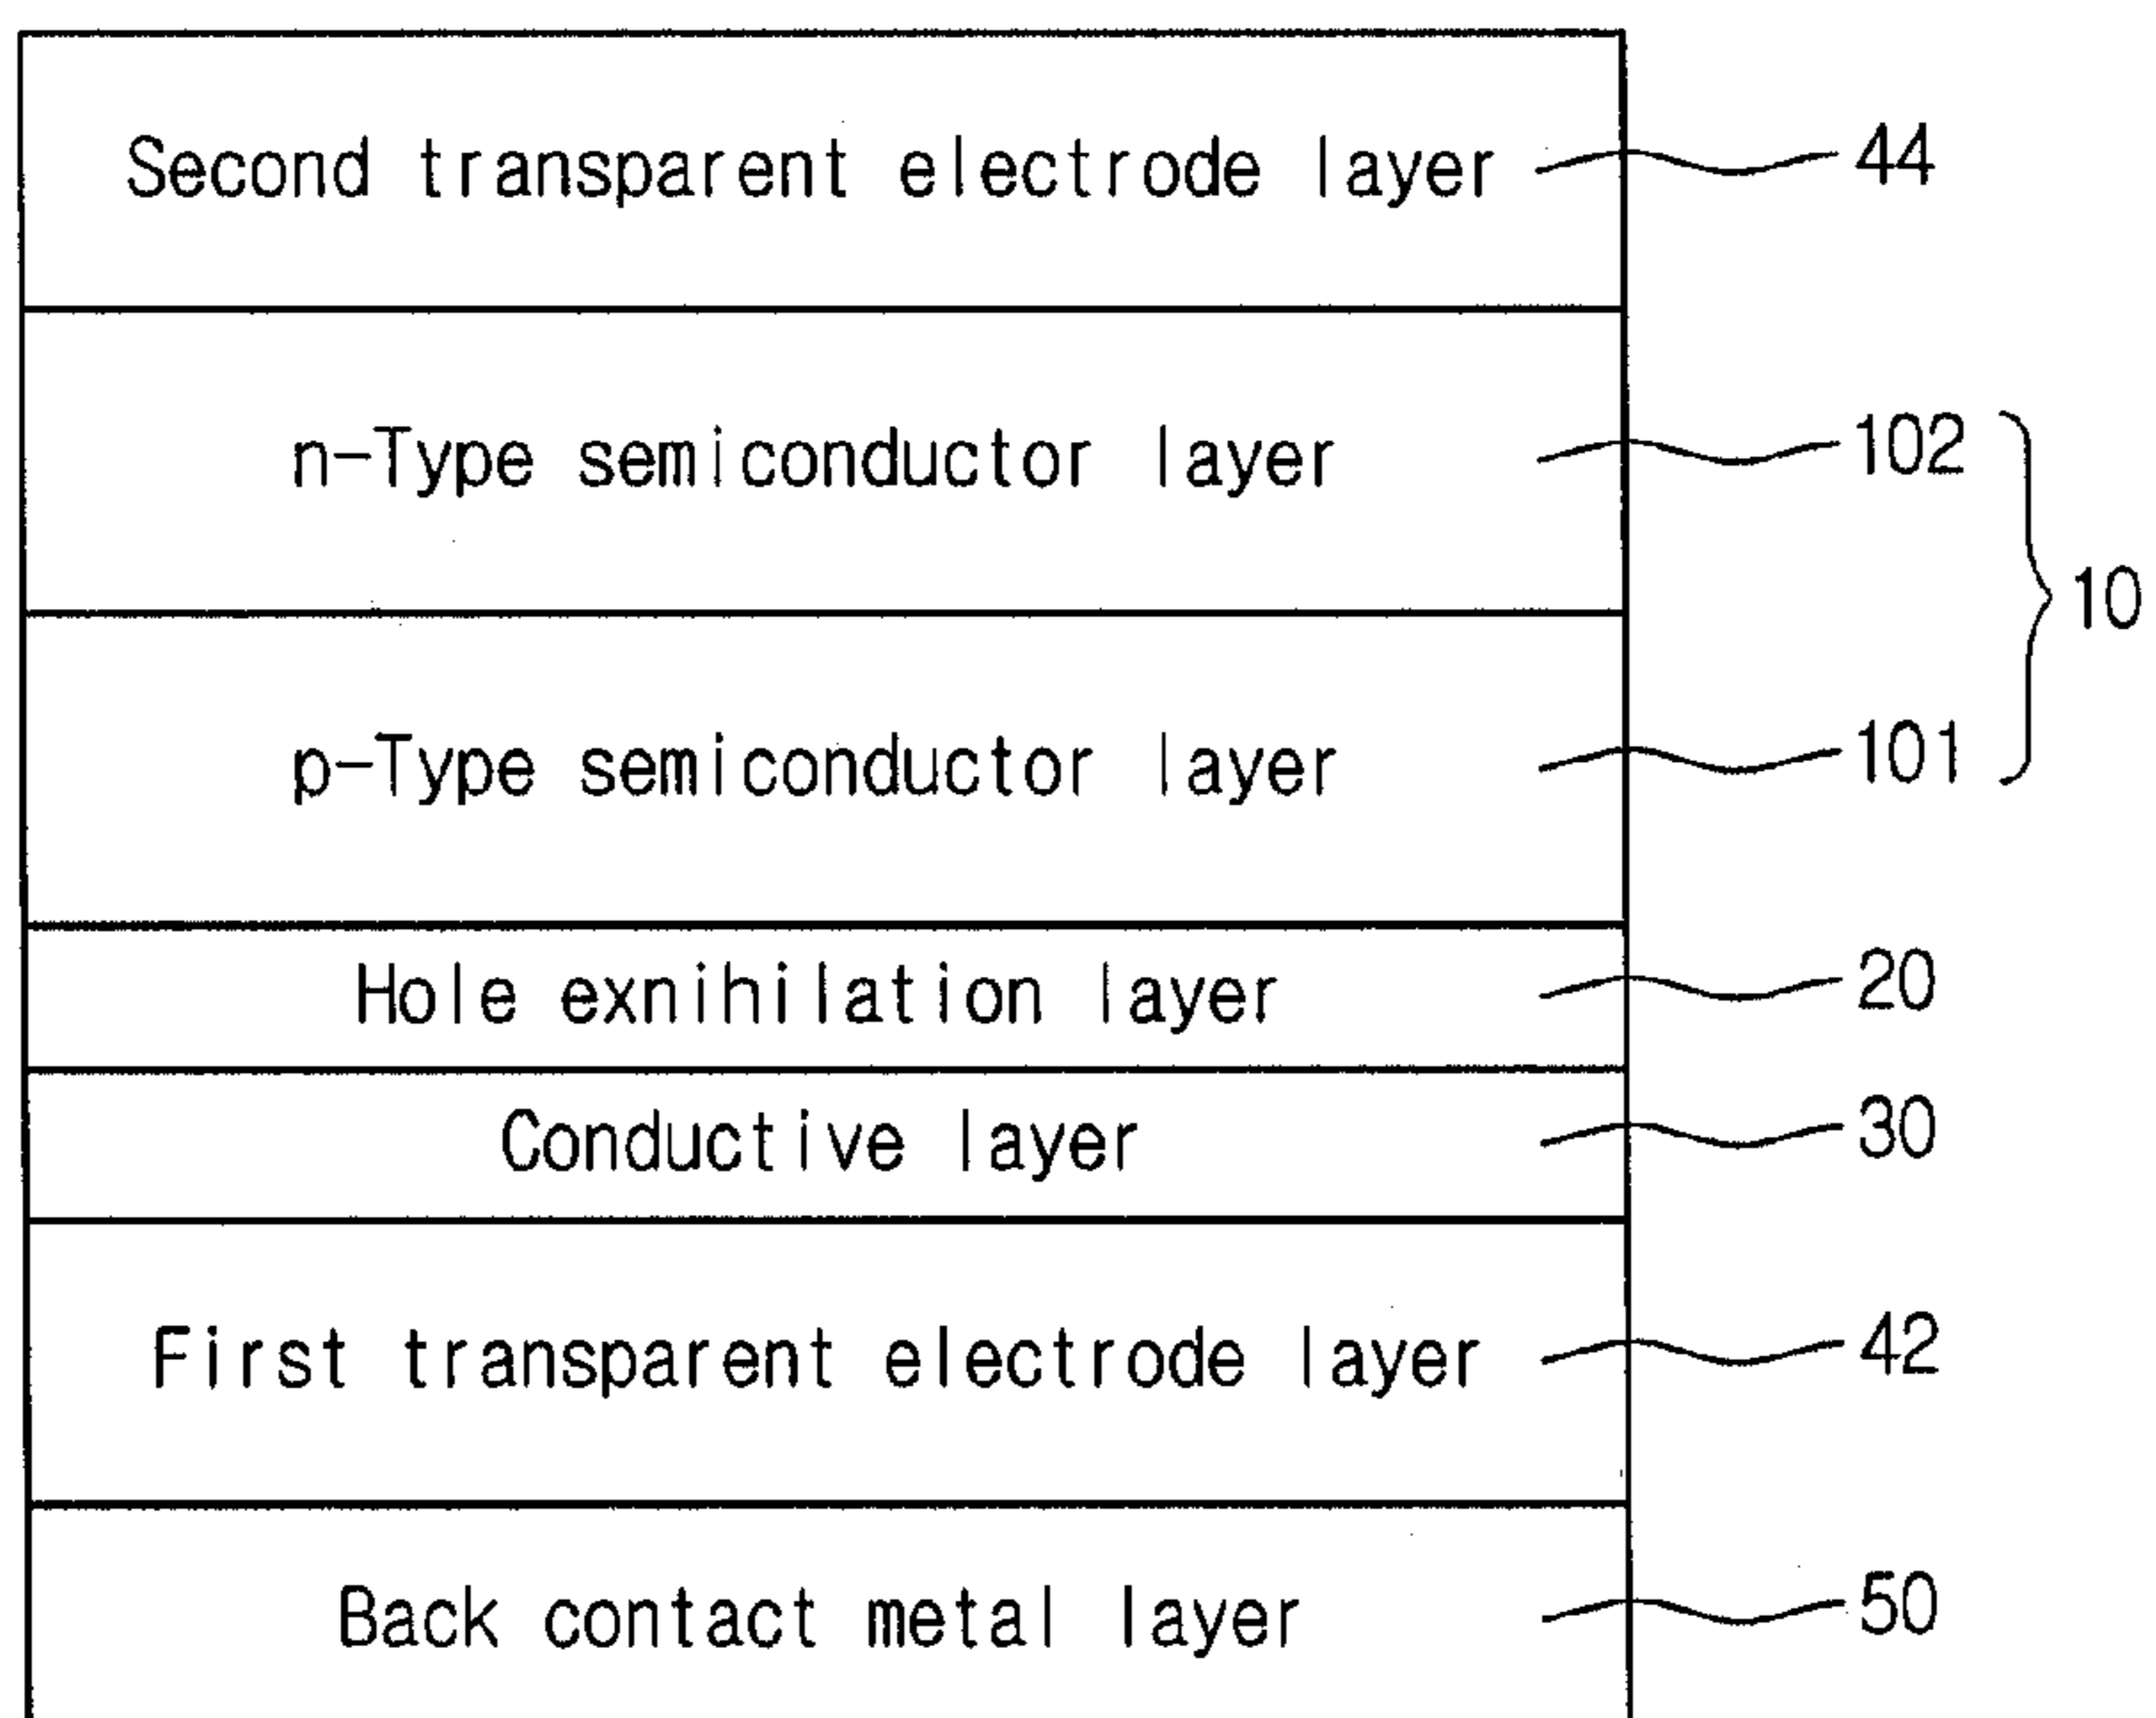 Second transparent electrode layer 44
n-Type semiconductor layer 102
10
p-Type semiconductor layer 101
Hole exnihilation layer 20
Conductive layer 30
First transparent electrode layer 42
Back contact metal layer 50